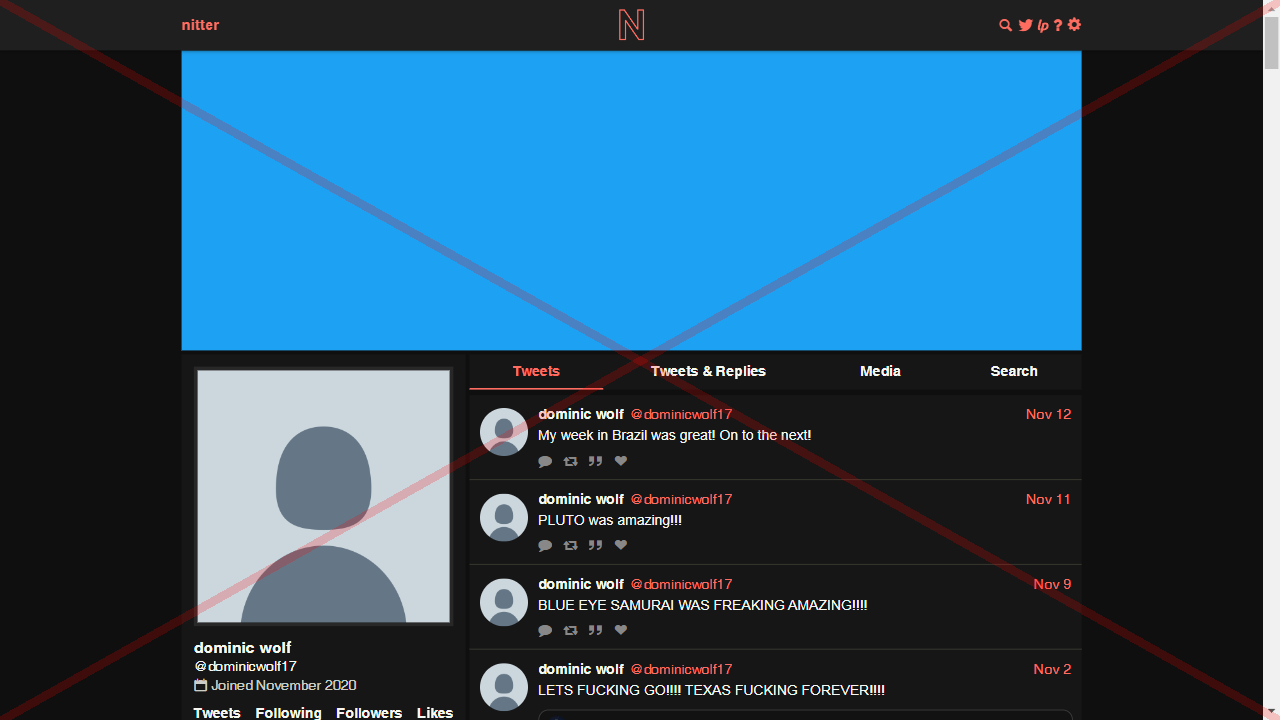 nitter
N
lp ?
Tweets Tweets & Replies Media Search
dominic wolf @dominicwolf17 Nov 12
My week in Brazil was great! On to the next!
dominic wolf @dominicwolf17 Nov 11
PLUTO was amazing!!!
dominic wolf @dominicwolf17 Nov 9
BLUE EYE SAMURAI WAS FREAKING AMAZING!!!!
dominic wolf @dominicwolf17 Nov 2
LETS FUCKING GO!!!! TEXAS FUCKING FOREVER!!!!
dominic wolf
@dominicwolf17
Joined November 2020
Tweets Following Followers Likes